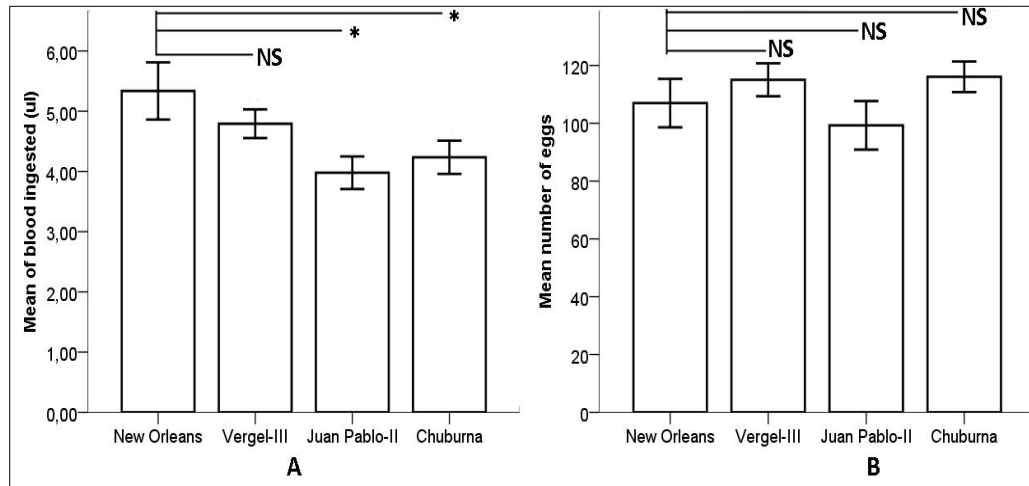 *
*
NS
6,00
5,00
4,00
3,00
2,00
1,00
0,00
Mean of blood ingested (ul)
New Orleans
Vergel-III
Juan Pablo-II
Chuburna
A
NS
NS
NS
120
100
80
60
40
20
0
Mean number of eggs
New Orleans
Vergel-III
Juan Pablo-II
Chuburna
B